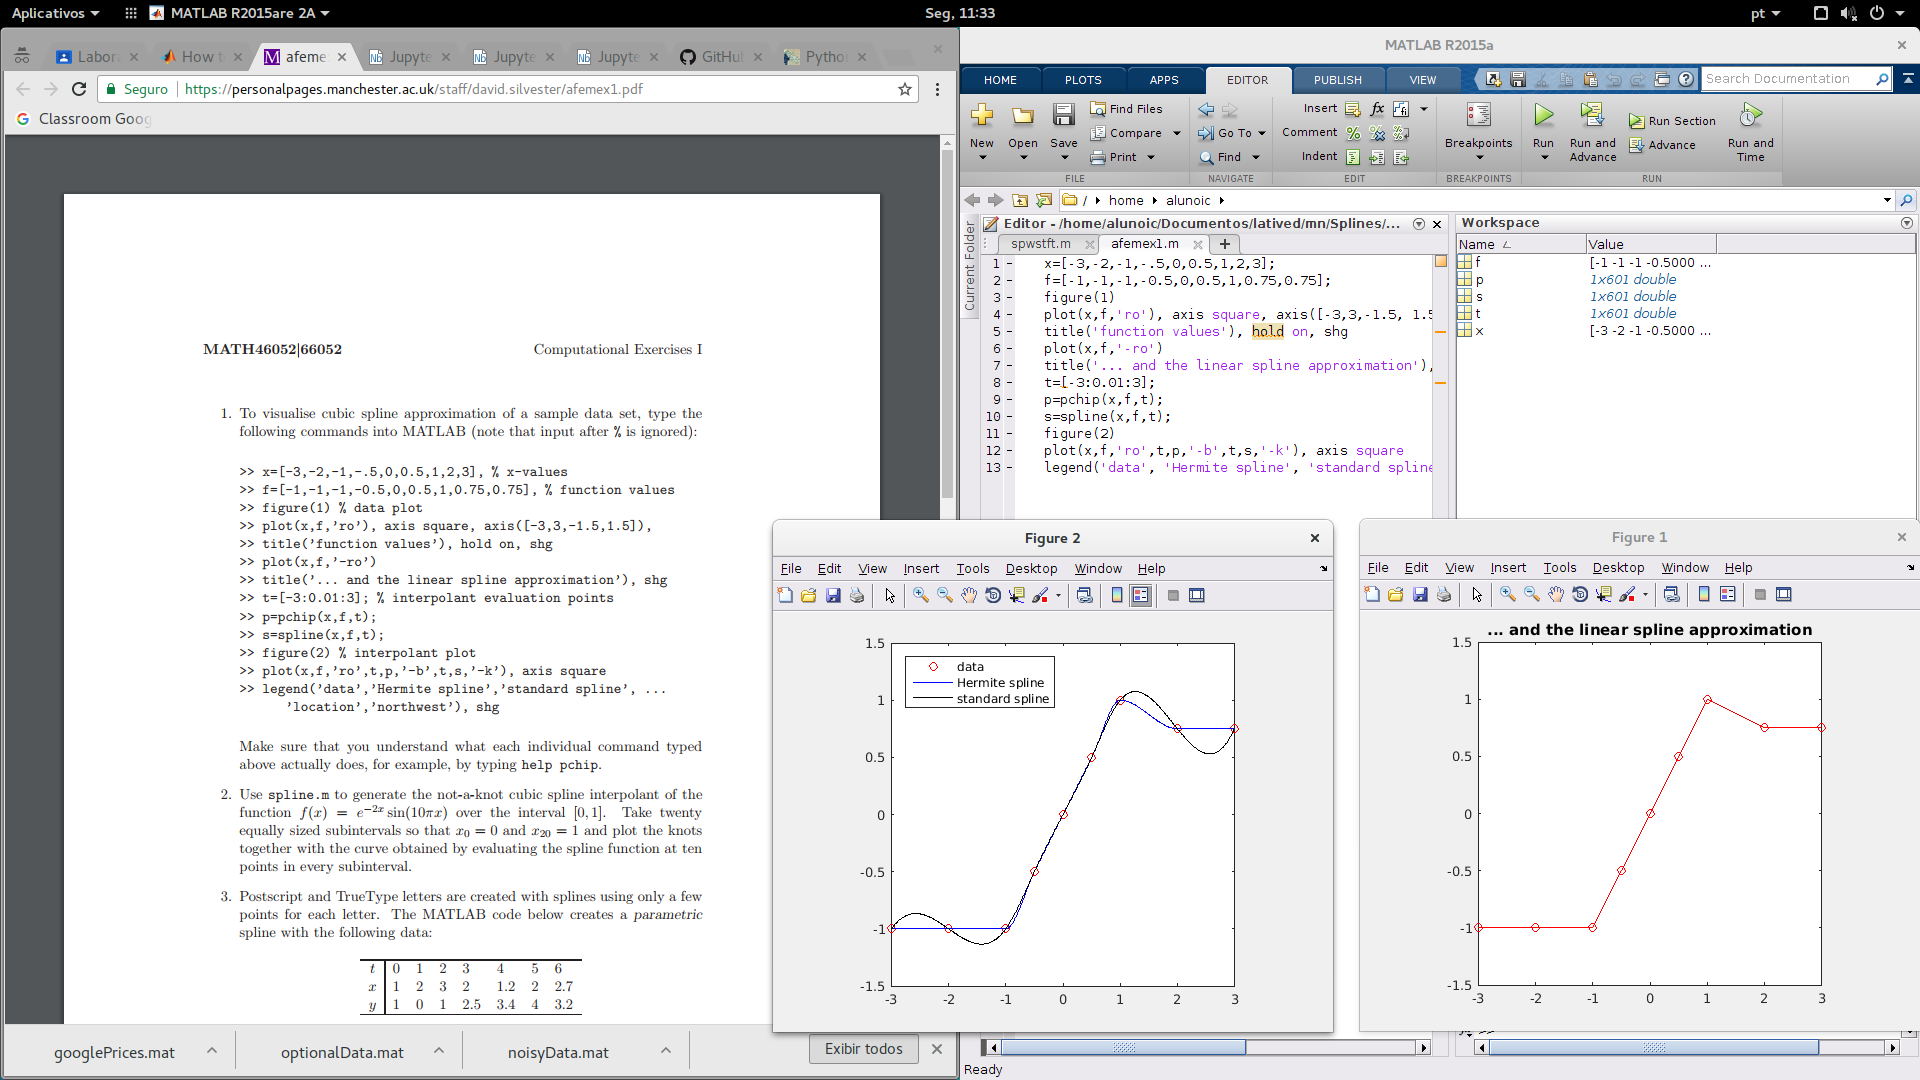 Aplicativos
MATLAB R2015are 2A
Seg, 11:33
pt
Labor
How t
afeme
Jupyte
Jupyte
Jupyte
GitHub
Pytho
Seguro
https://personalpages.manchester.ac.uk/staff/david.silvester/afemex1.pdf
Classroom Goog
MATH46052|66052 Computational Exercises I
1. To visualise cubic spline approximation of a sample data set, type the
following commands into MATLAB (note that input after % is ignored):
>> x=[-3,-2,-1,-.5,0,0.5,1,2,3], % x-values
>> f=[-1,-1,-1,-0.5,0,0.5,1,0.75,0.75], % function values
>> figure(1) % data plot
>> plot(x,f,'ro'), axis square, axis([-3,3,-1.5,1.5]),
>> title('function values'), hold on, shg
>> plot(x,f,'-ro')
>> title('... and the linear spline approximation'), shg
>> t=[-3:0.01:3]; % interpolant evaluation points
>> p=pchip(x,f,t);
>> s=spline(x,f,t);
>> figure(2) % interpolant plot
>> plot(x,f,'ro',t,p,'-b',t,s,'-k'), axis square
>> legend('data','Hermite spline','standard spline', ...
'location','northwest'), shg
Make sure that you understand what each individual command typed
above actually does, for example, by typing help pchip.
2. Use spline.m to generate the not-a-knot cubic spline interpolant of the
function f(x) = e^{-2x} sin(10πx) over the interval [0, 1]. Take twenty
equally sized subintervals so that x₀ = 0 and x₂₀ = 1 and plot the knots
together with the curve obtained by evaluating the spline function at ten
points in every subinterval.
3. Postscript and TrueType letters are created with splines using only a few
points for each letter. The MATLAB code below creates a parametric
spline with the following data:
t 0 1 2 3 4 5 6
x 1 2 3 2 1.2 2 2.7
y 1 0 1 2.5 3.4 4 3.2
googlePrices.mat
optionalData.mat
noisyData.mat
Exibir todos
MATLAB R2015a
HOME PLOTS APPS EDITOR PUBLISH VIEW
Search Documentation
New
Open
Save
Find Files
Compare
Print
FILE
Go To
Find
NAVIGATE
Insert
Comment
Indent
EDIT
Breakpoints
BREAKPOINTS
Run
Run and
Advance
Run Section
Advance
Run and
Time
RUN
/ home alunoic
Current Folder
Editor - /home/alunoic/Documentos/latived/mn/Splines/...
spwstft.m
afemex1.m
1 - x=[-3,-2,-1,-.5,0,0.5,1,2,3];
2 - f=[-1,-1,-1,-0.5,0,0.5,1,0.75,0.75];
3 - figure(1)
4 - plot(x,f,'ro'), axis square, axis([-3,3,-1.5, 1.5
5 - title('function values'), hold on, shg
6 - plot(x,f,'-ro')
7 - title('... and the linear spline approximation'),
8 - t=[-3:0.01:3];
9 - p=pchip(x,f,t);
10 - s=spline(x,f,t);
11 - figure(2)
12 - plot(x,f,'ro',t,p,'-b',t,s,'-k'), axis square
13 - legend('data', 'Hermite spline', 'standard spline
Workspace
Name Value
f [-1 -1 -1 -0.5000 ...
p 1x601 double
s 1x601 double
t 1x601 double
x [-3 -2 -1 -0.5000 ...
Figure 2
File Edit View Insert Tools Desktop Window Help
data
Hermite spline
standard spline
1.5
1
0.5
0
-0.5
-1
-1.5
-3 -2 -1 0 1 2 3
Figure 1
File Edit View Insert Tools Desktop Window Help
... and the linear spline approximation
1.5
1
0.5
0
-0.5
-1
-1.5
-3 -2 -1 0 1 2 3
Ready